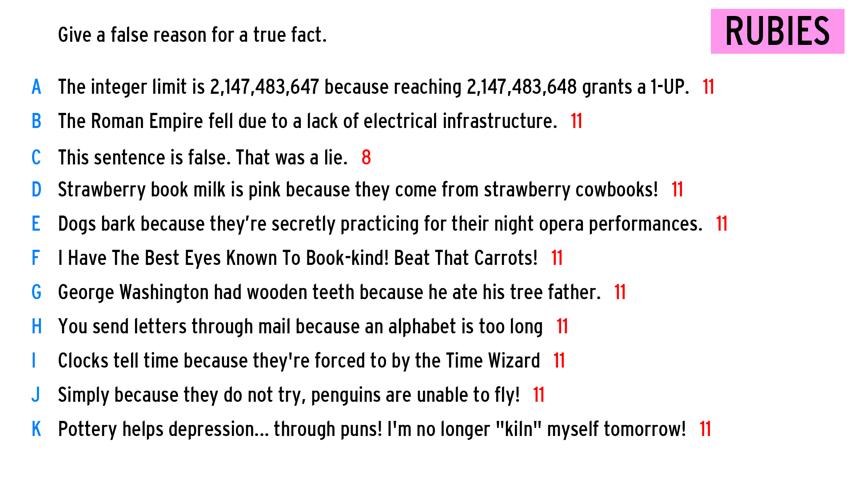 Give a false reason for a true fact.
RUBIES
A The integer limit is 2,147,483,647 because reaching 2,147,483,648 grants a 1-UP. 11
B The Roman Empire fell due to a lack of electrical infrastructure. 11
C This sentence is false. That was a lie. 8
D Strawberry book milk is pink because they come from strawberry cowbooks! 11
E Dogs bark because they’re secretly practicing for their night opera performances. 11
F I Have The Best Eyes Known To Book-kind! Beat That Carrots! 11
G George Washington had wooden teeth because he ate his tree father. 11
H You send letters through mail because an alphabet is too long 11
I Clocks tell time because they're forced to by the Time Wizard 11
J Simply because they do not try, penguins are unable to fly! 11
K Pottery helps depression... through puns! I'm no longer "kiln" myself tomorrow! 11